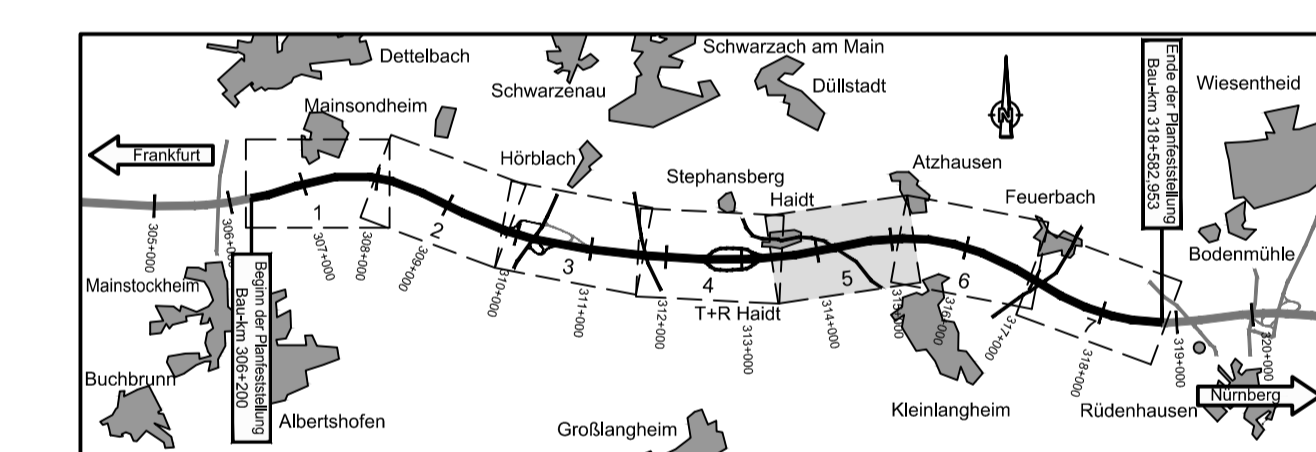 Dettelbach
Schwarzach am Main
Schwarzenau
Düllstadt
Wiesentheid
Mainsondheim
N
Ende der Planfeststellung
Bau-km 318+582,953
Frankfurt
Hörblach
Atzhausen
Stephansberg
Haidt
Feuerbach
1
2
3
4
5
6
7
305+000
306+000
307+000
308+000
309+000
310+000
311+000
312+000
313+000
314+000
315+000
316+000
317+000
318+000
319+000
320+000
Bodenmühle
Mainstockheim
T+R Haidt
Beginn der Planfeststellung
Bau-km 306+200
Buchbrunn
Albertshofen
Großlangheim
Kleinlangheim
Rüdenhausen
Nürnberg